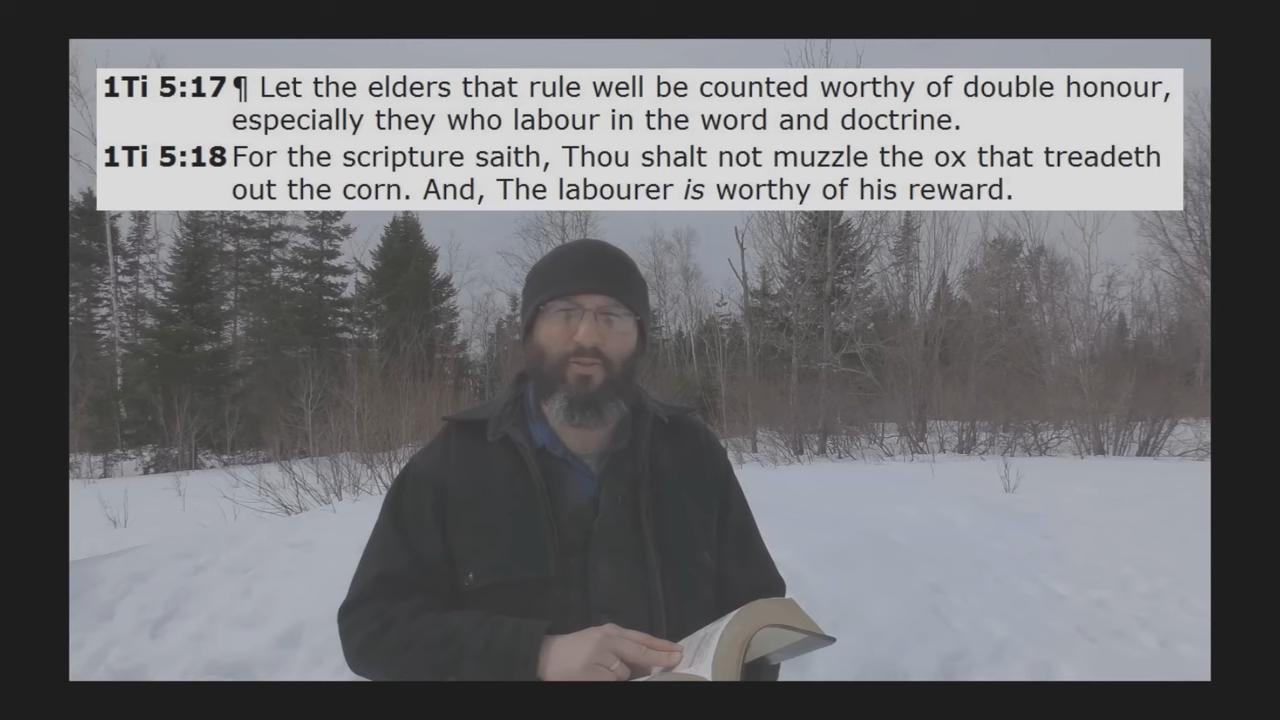 1Ti 5:17 ¶ Let the elders that rule well be counted worthy of double honour,
especially they who labour in the word and doctrine.
1Ti 5:18 For the scripture saith, Thou shalt not muzzle the ox that treadeth
out the corn. And, The labourer is worthy of his reward.